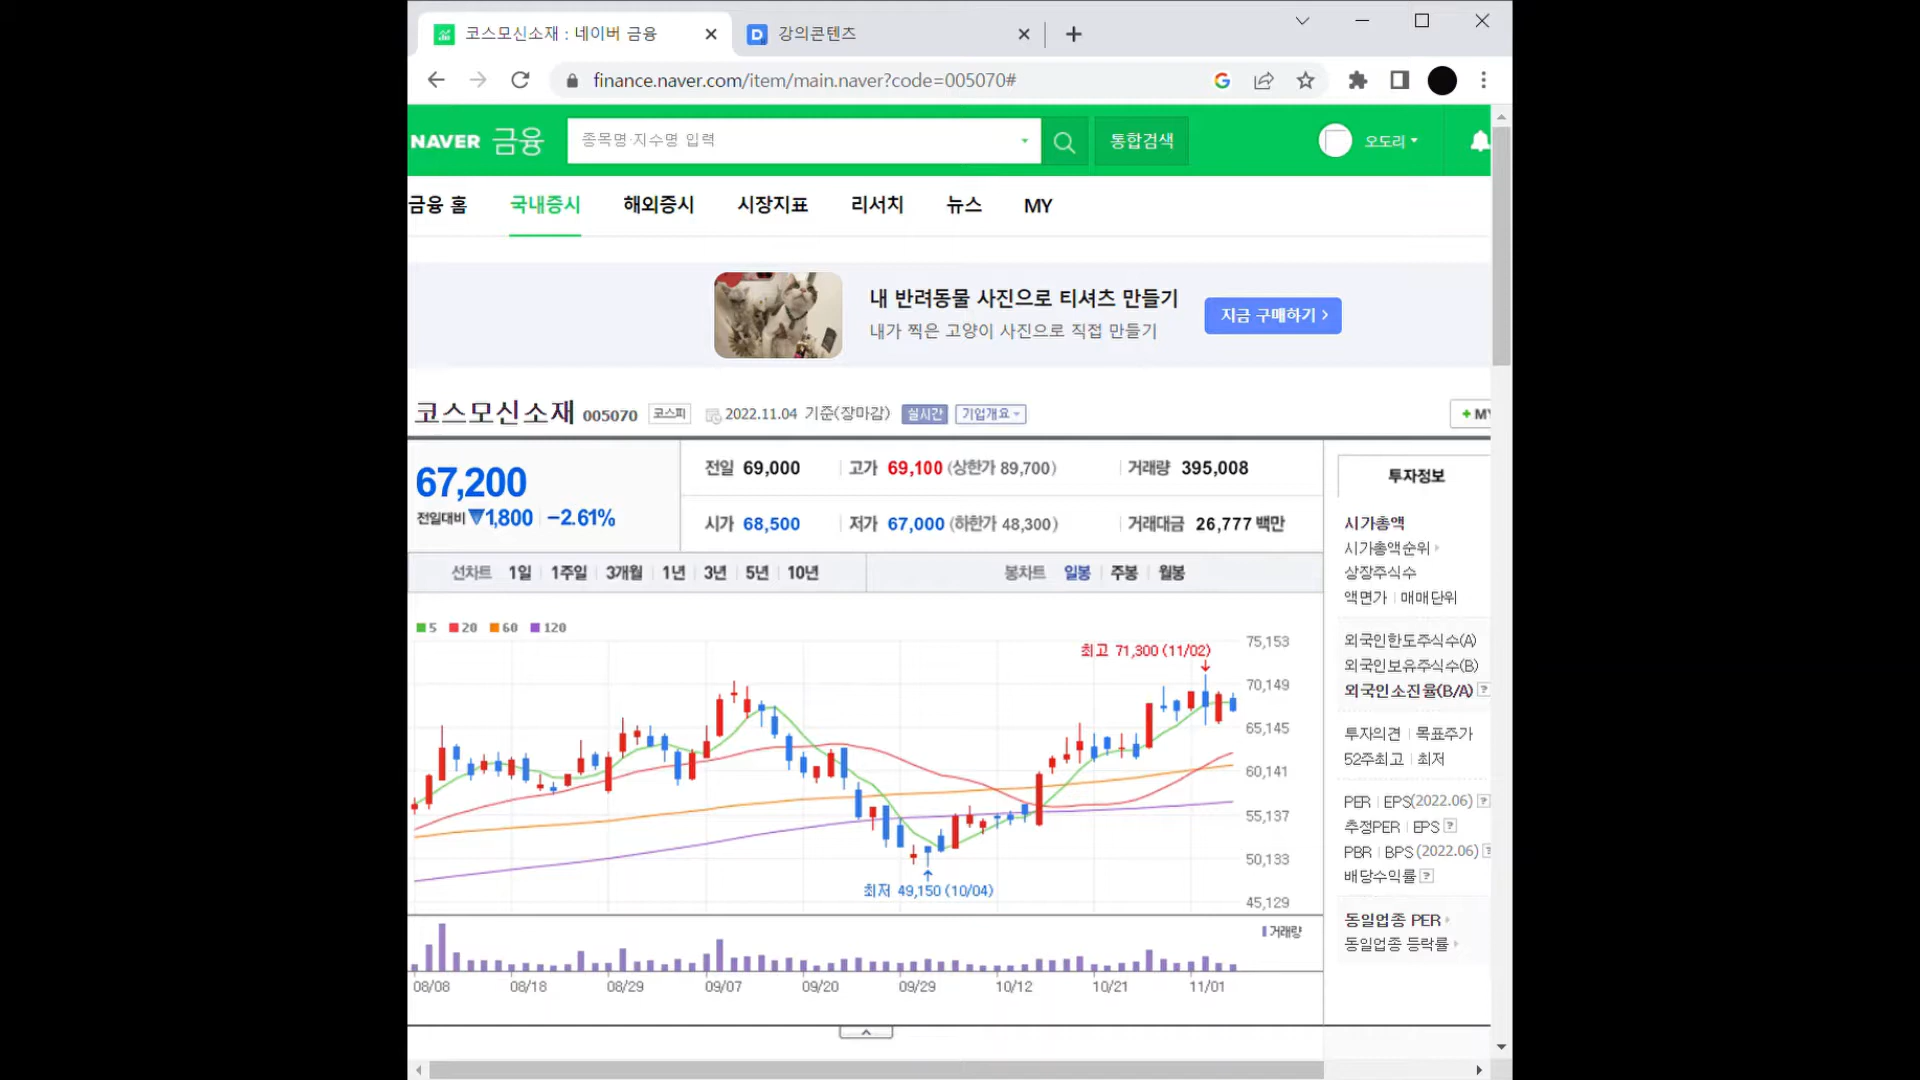 코스모신소재 : 네이버 금융
강의콘텐츠
finance.naver.com/item/main.naver?code=005070#
NAVER 금융
종목명·지수명 입력
통합검색
오도리
금융 홈 국내증시 해외증시 시장지표 리서치 뉴스 MY
내 반려동물 사진으로 티셔츠 만들기
내가 찍은 고양이 사진으로 직접 만들기
지금 구매하기
코스모신소재 005070 코스피 2022.11.04 기준(장마감) 실시간 기업개요
+ MY
67,200
전일대비 ▼1,800 -2.61%
전일 69,000 고가 69,100 (상한가 89,700) 거래량 395,008
시가 68,500 저가 67,000 (하한가 48,300) 거래대금 26,777 백만
선차트 1일 1주일 3개월 1년 3년 5년 10년
봉차트 일봉 주봉 월봉
5 20 60 120
최고 71,300 (11/02)
최저 49,150 (10/04)
75,153
70,149
65,145
60,141
55,137
50,133
45,129
거래량
08/08 08/18 08/29 09/07 09/20 09/29 10/12 10/21 11/01
투자정보
시가총액
시가총액순위
상장주식수
액면가 매매단위
외국인한도주식수(A)
외국인보유주식수(B)
외국인소진율(B/A) ?
투자의견 목표주가
52주최고 최저
PER EPS(2022.06) ?
추정PER EPS ?
PBR BPS (2022.06) ?
배당수익률 ?
동일업종 PER
동일업종 등락률